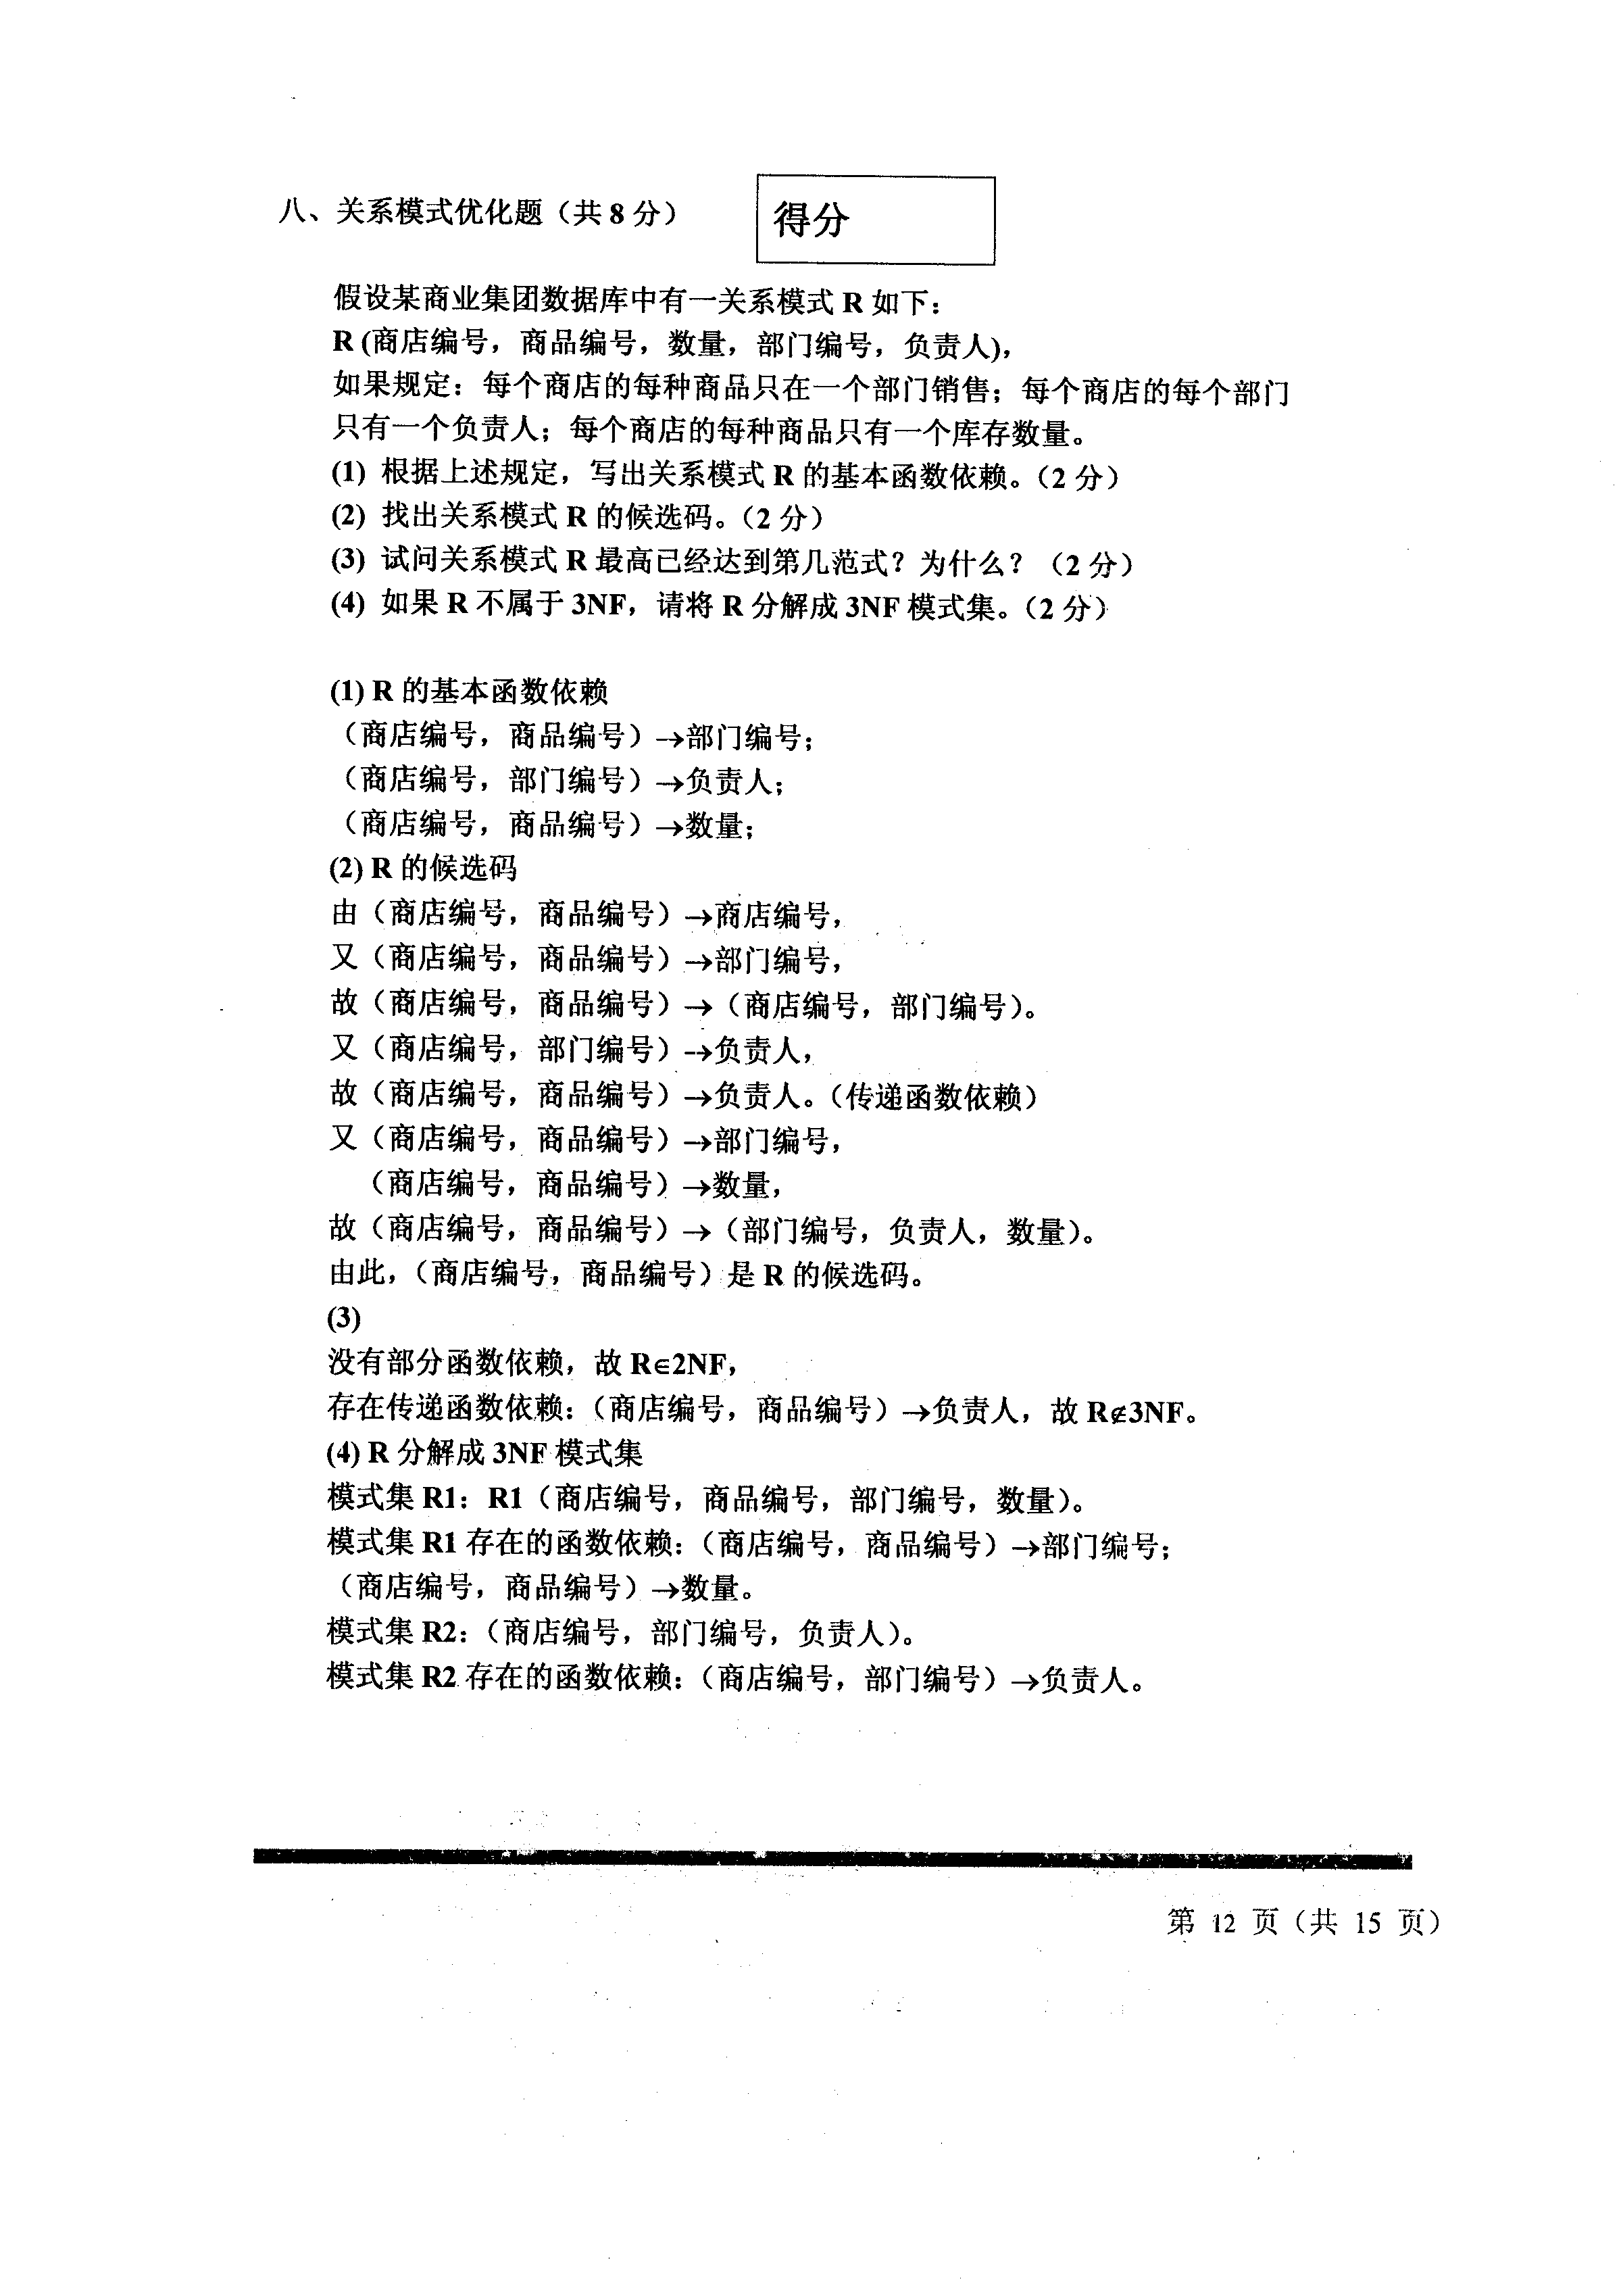 八、关系模式优化题（共 8 分）
得分
假设某商业集团数据库中有一关系模式 R 如下：
R (商店编号，商品编号，数量，部门编号，负责人)，
如果规定：每个商店的每种商品只在一个部门销售；每个商店的每个部门
只有一个负责人；每个商店的每种商品只有一个库存数量。
(1) 根据上述规定，写出关系模式 R 的基本函数依赖。（2 分）
(2) 找出关系模式 R 的候选码。（2 分）
(3) 试问关系模式 R 最高已经达到第几范式？为什么？（2 分）
(4) 如果 R 不属于 3NF，请将 R 分解成 3NF 模式集。（2 分）
(1) R 的基本函数依赖
（商店编号，商品编号）→部门编号；
（商店编号，部门编号）→负责人；
（商店编号，商品编号）→数量；
(2) R 的候选码
由（商店编号，商品编号）→商店编号，
又（商店编号，商品编号）→部门编号，
故（商店编号，商品编号）→（商店编号，部门编号）。
又（商店编号，部门编号）→负责人，
故（商店编号，商品编号）→负责人。（传递函数依赖）
又（商店编号，商品编号）→部门编号，
（商店编号，商品编号）→数量，
故（商店编号，商品编号）→（部门编号，负责人，数量）。
由此，（商店编号，商品编号）是 R 的候选码。
(3)
没有部分函数依赖，故 R∈2NF，
存在传递函数依赖：（商店编号，商品编号）→负责人，故 R∉3NF。
(4) R 分解成 3NF 模式集
模式集 R1：R1（商店编号，商品编号，部门编号，数量）。
模式集 R1 存在的函数依赖：（商店编号，商品编号）→部门编号；
（商店编号，商品编号）→数量。
模式集 R2：（商店编号，部门编号，负责人）。
模式集 R2 存在的函数依赖：（商店编号，部门编号）→负责人。
第 12 页（共 15 页）